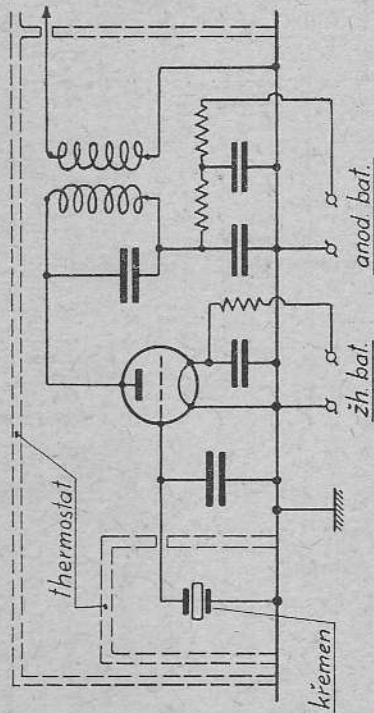 thermostat
křemen
žh. bat.
anod. bat.